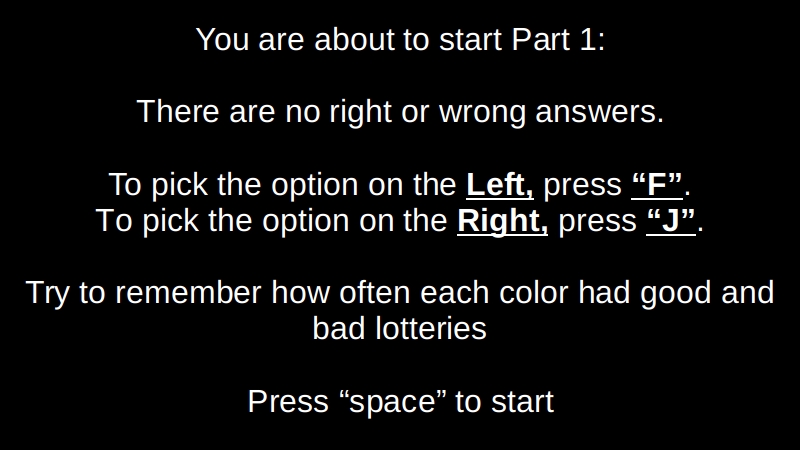 You are about to start Part 1:
There are no right or wrong answers.
To pick the option on the Left, press “F”.
To pick the option on the Right, press “J”.
Try to remember how often each color had good and
bad lotteries
Press “space” to start